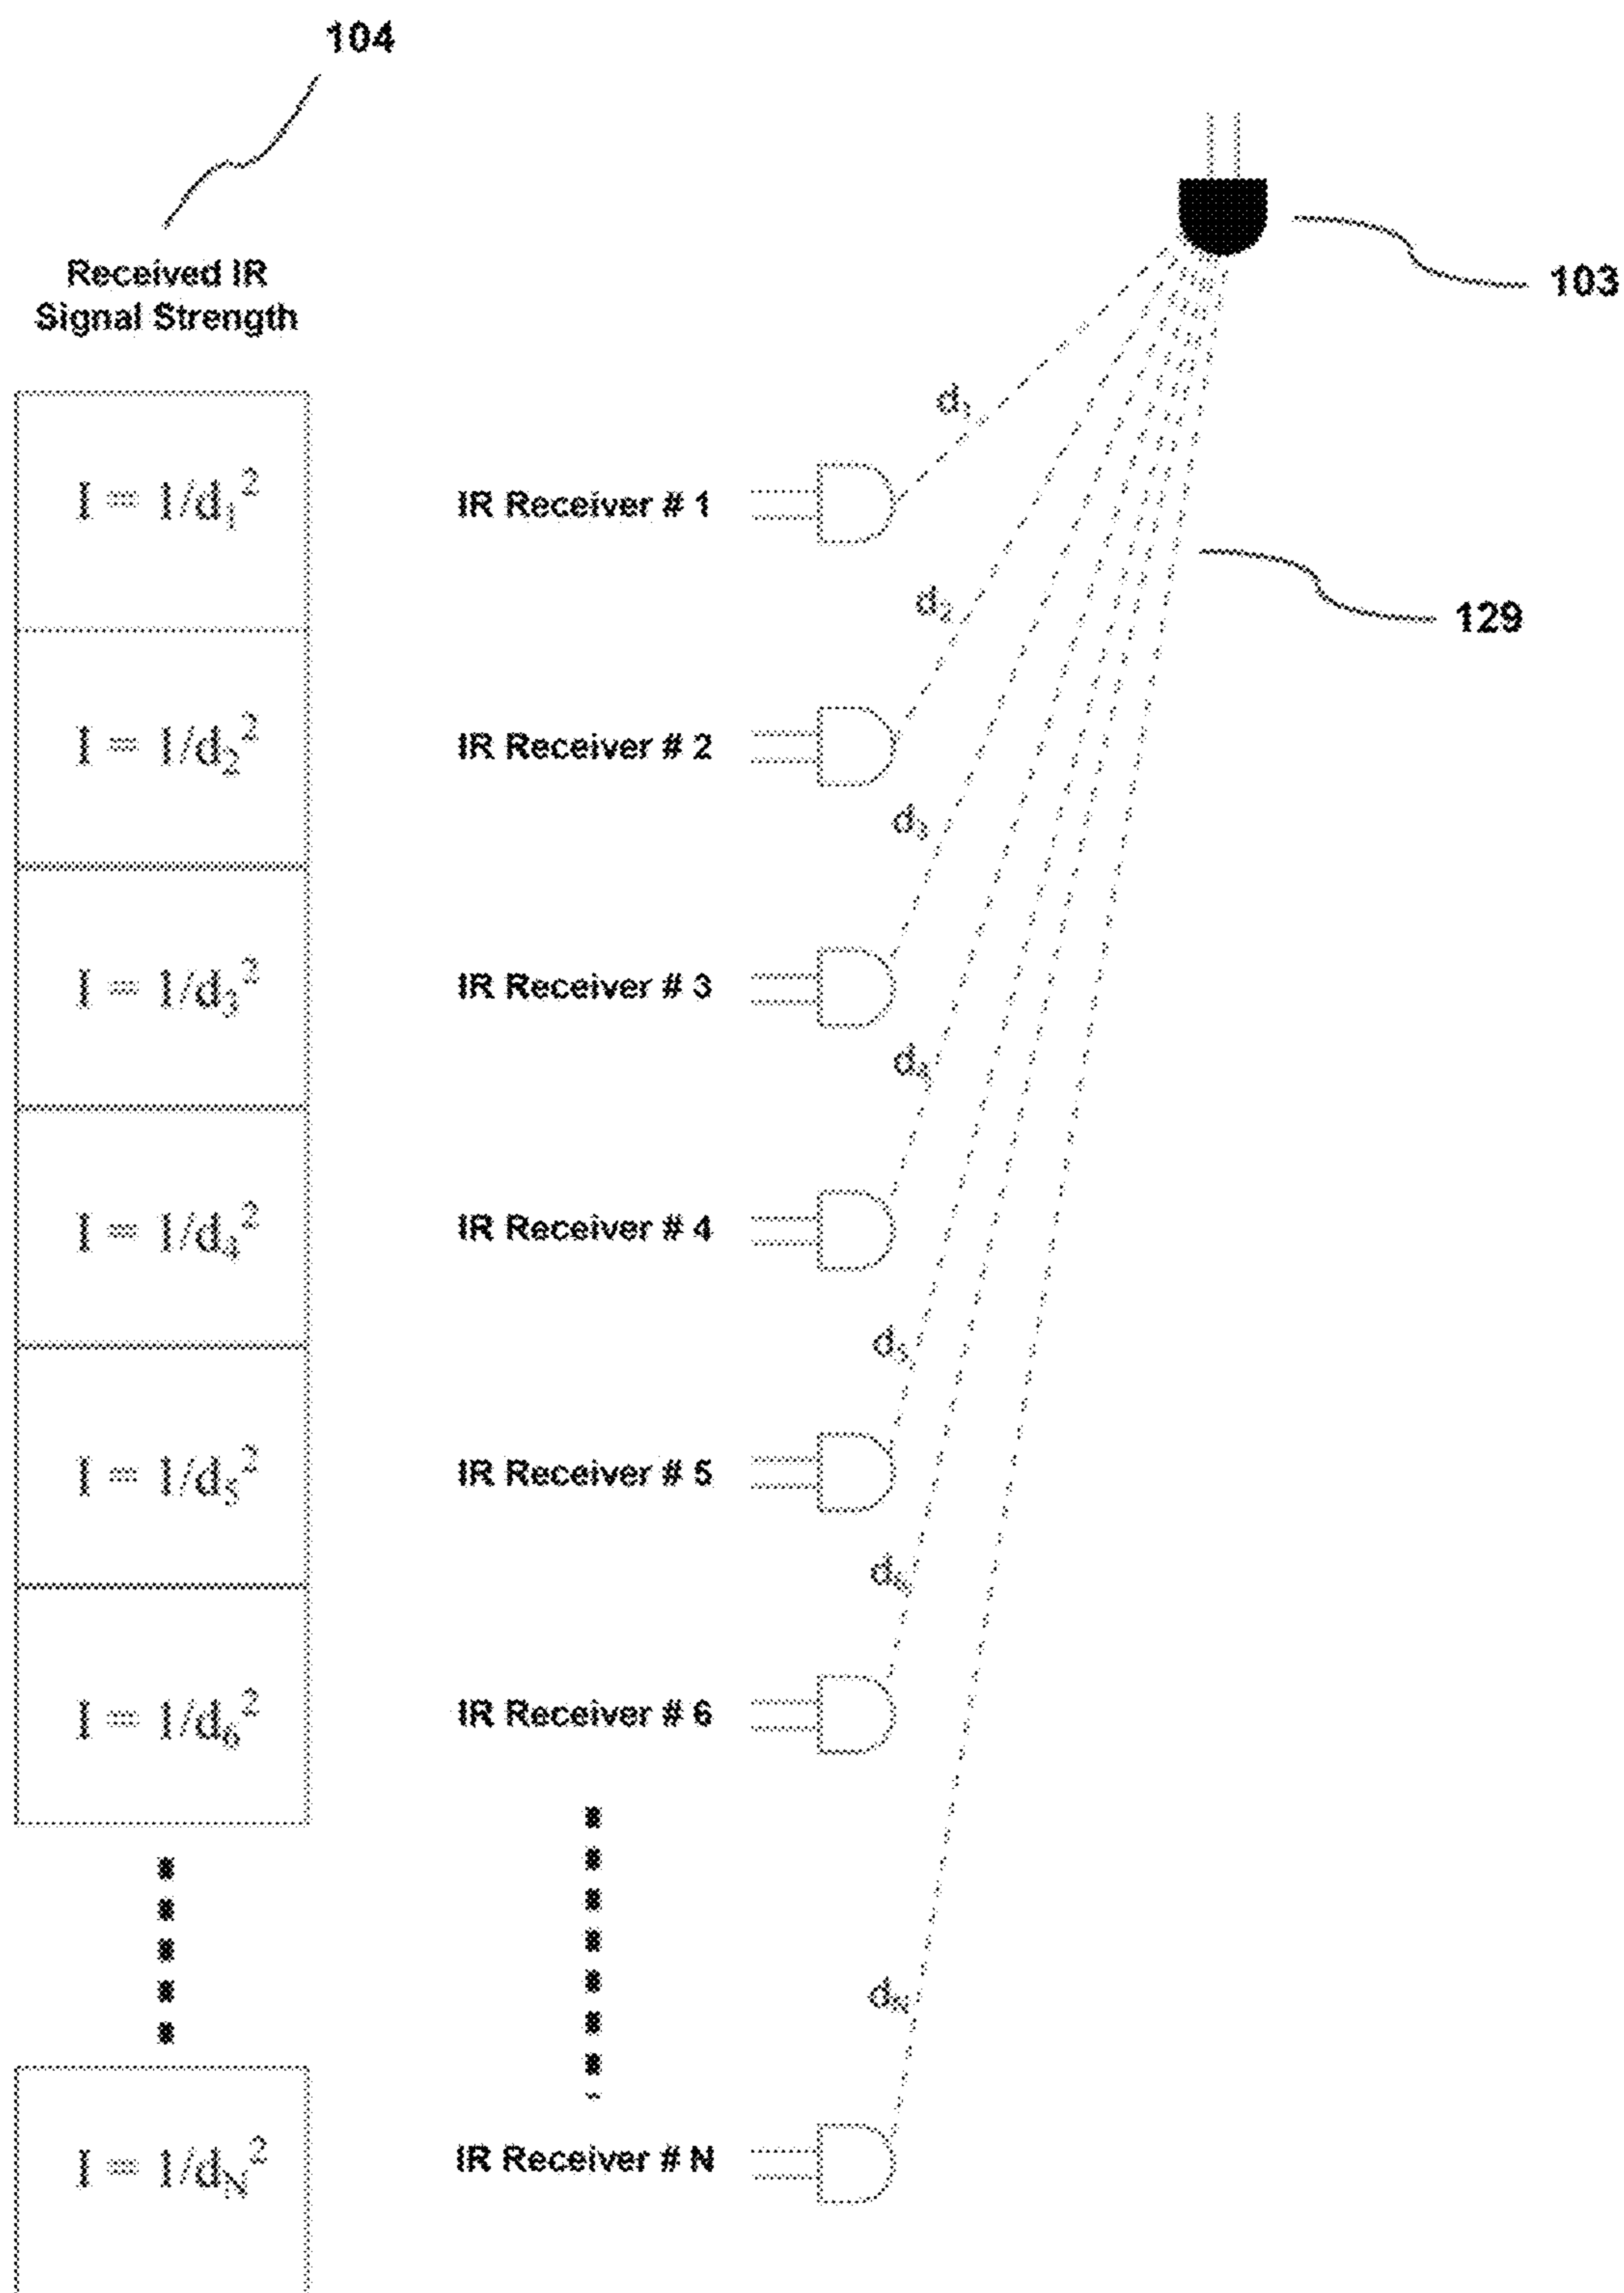 104
103
Received IR
Signal Strength
d₁
I = 1/d₁²
IR Receiver # 1
d₂
129
I = 1/d₂²
IR Receiver # 2
d₃
I = 1/d₃²
IR Receiver # 3
d₄
I = 1/d₄²
IR Receiver # 4
d₅
I = 1/d₅²
IR Receiver # 5
d₆
I = 1/d₆²
IR Receiver # 6
d_N
I = 1/d_N²
IR Receiver # N